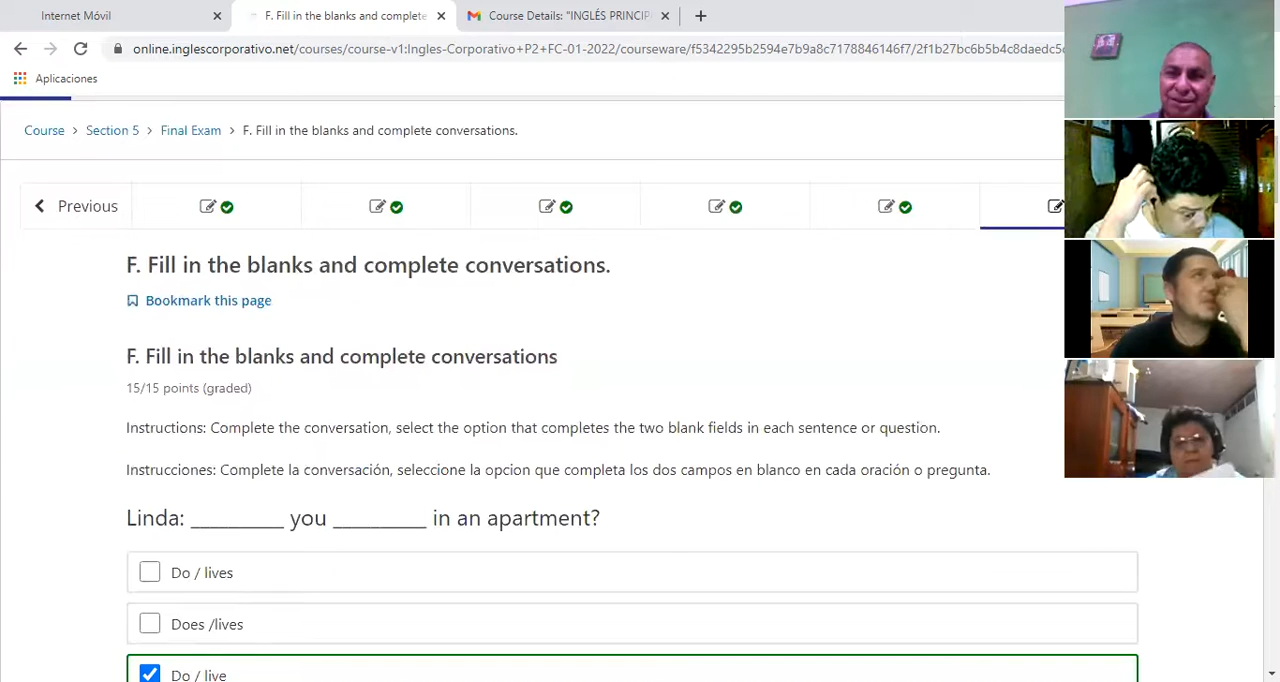 Internet Móvil
F. Fill in the blanks and complete
Course Details: "INGLÉS PRINCIP
online.inglescorporativo.net/courses/course-v1:Ingles-Corporativo+P2+FC-01-2022/courseware/f5342295b2594e7b9a8c7178846146f7/2f1b27bc6b5b4c8daedc5
Aplicaciones
Course > Section 5 > Final Exam > F. Fill in the blanks and complete conversations.
Previous
F. Fill in the blanks and complete conversations.
Bookmark this page
F. Fill in the blanks and complete conversations
15/15 points (graded)
Instructions: Complete the conversation, select the option that completes the two blank fields in each sentence or question.
Instrucciones: Complete la conversación, seleccione la opcion que completa los dos campos en blanco en cada oración o pregunta.
Linda: _________ you _________ in an apartment?
Do / lives
Does /lives
Do / live